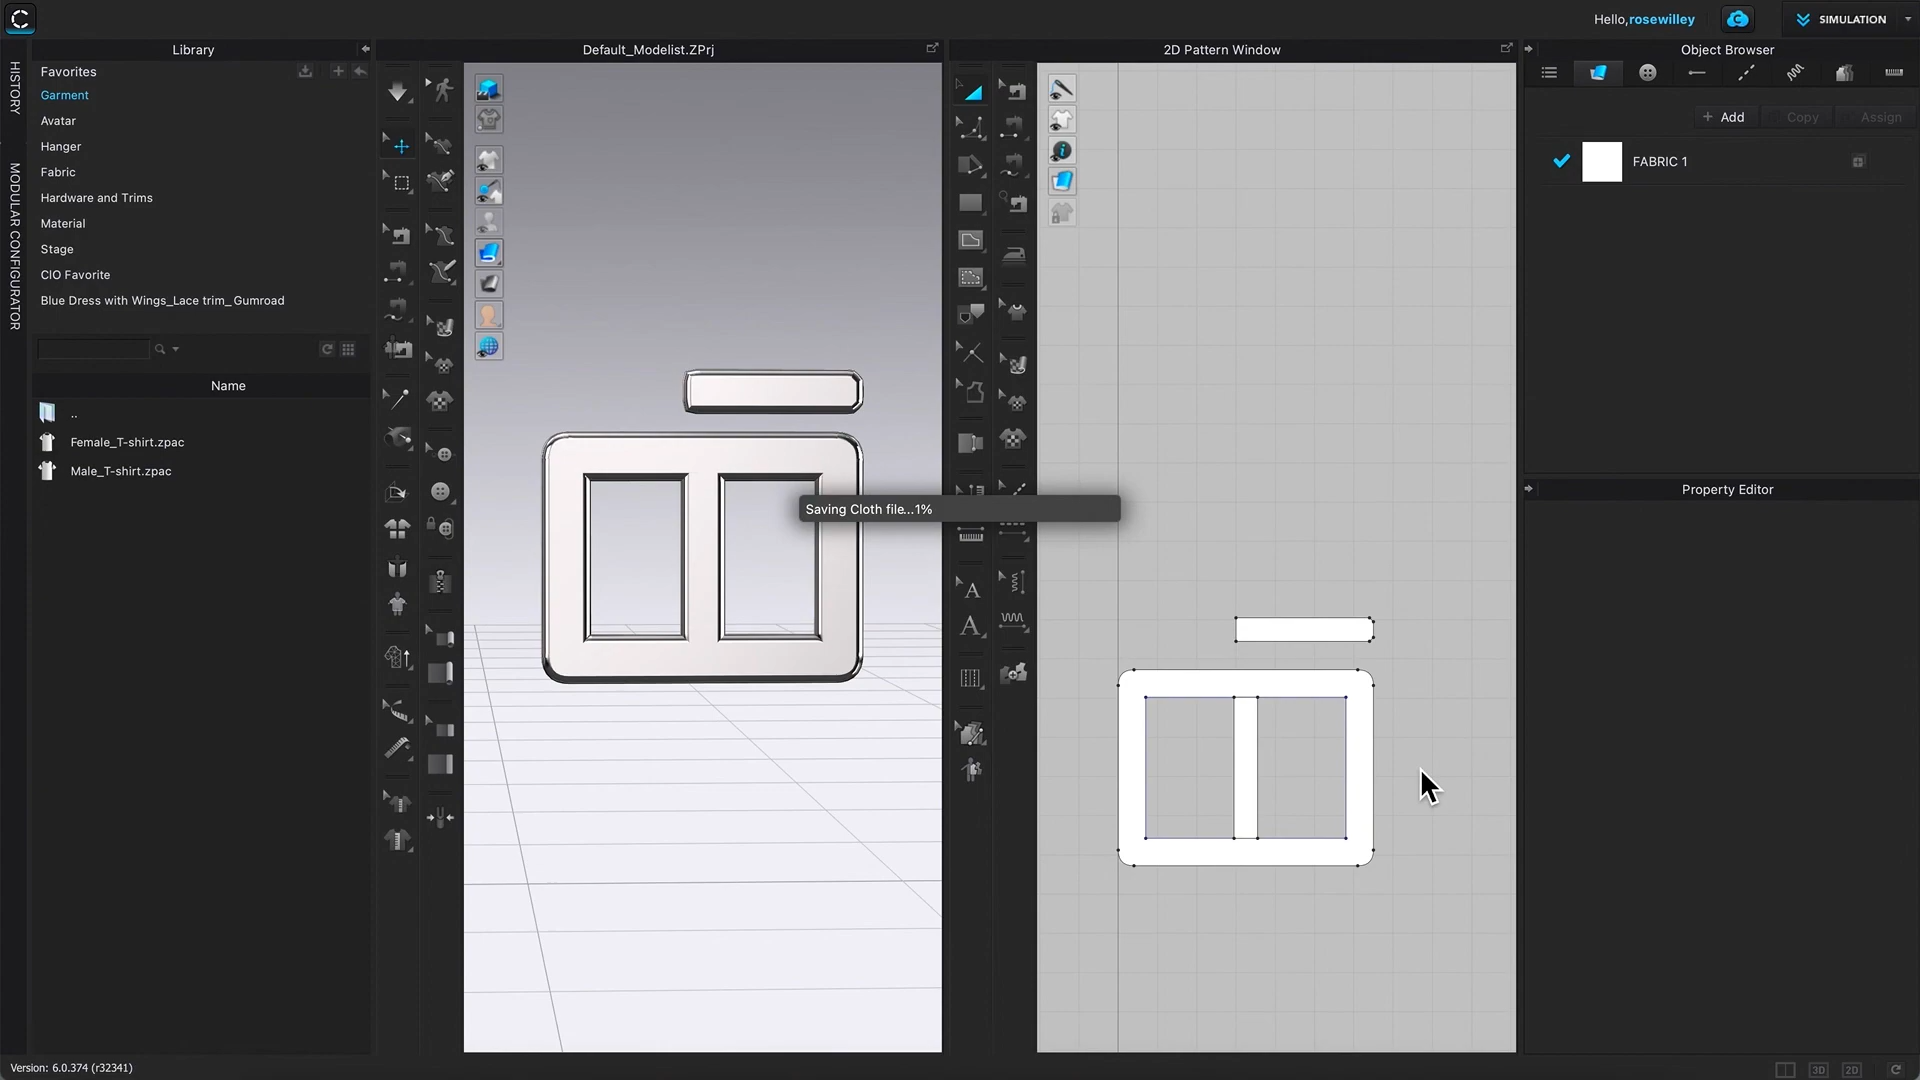 Hello,rosewilley
SIMULATION
Library
Default_Modelist.ZPrj
2D Pattern Window
Object Browser
HISTORY
MODULAR CONFIGURATOR
Favorites
Garment
Avatar
Hanger
Fabric
Hardware and Trims
Material
Stage
CIO Favorite
Blue Dress with Wings_Lace trim_Gumroad
Name
..
Female_T-shirt.zpac
Male_T-shirt.zpac
+ Add
Copy
Assign
FABRIC 1
Saving Cloth file...1%
Property Editor
A
A
Version: 6.0.374 (r32341)
3D
2D